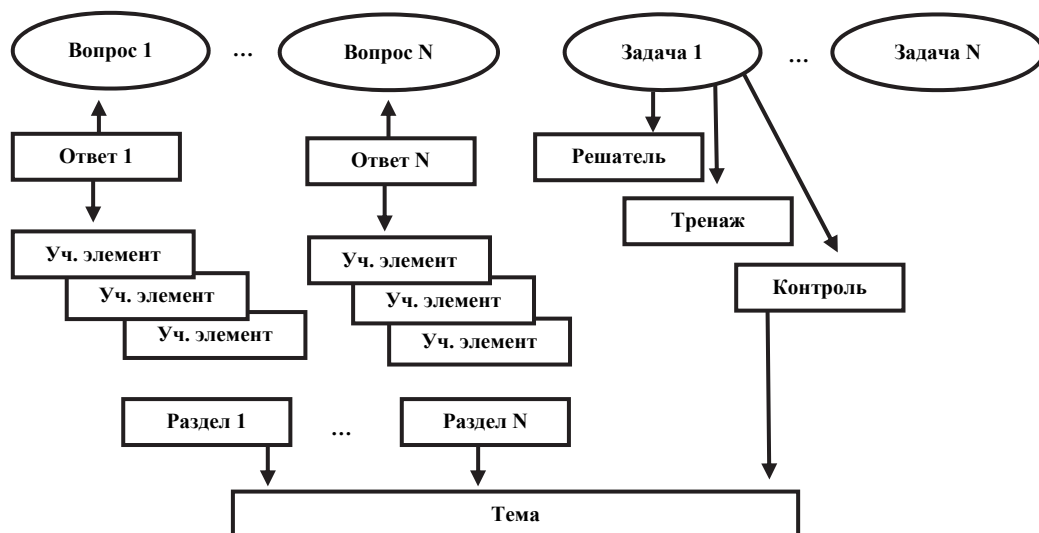 Вопрос 1 ... Вопрос N Задача 1 ... Задача N
Ответ 1 Ответ N Решатель
Тренаж
Уч. элемент Уч. элемент
Уч. элемент Уч. элемент Контроль
Уч. элемент Уч. элемент
Раздел 1 ... Раздел N
Тема